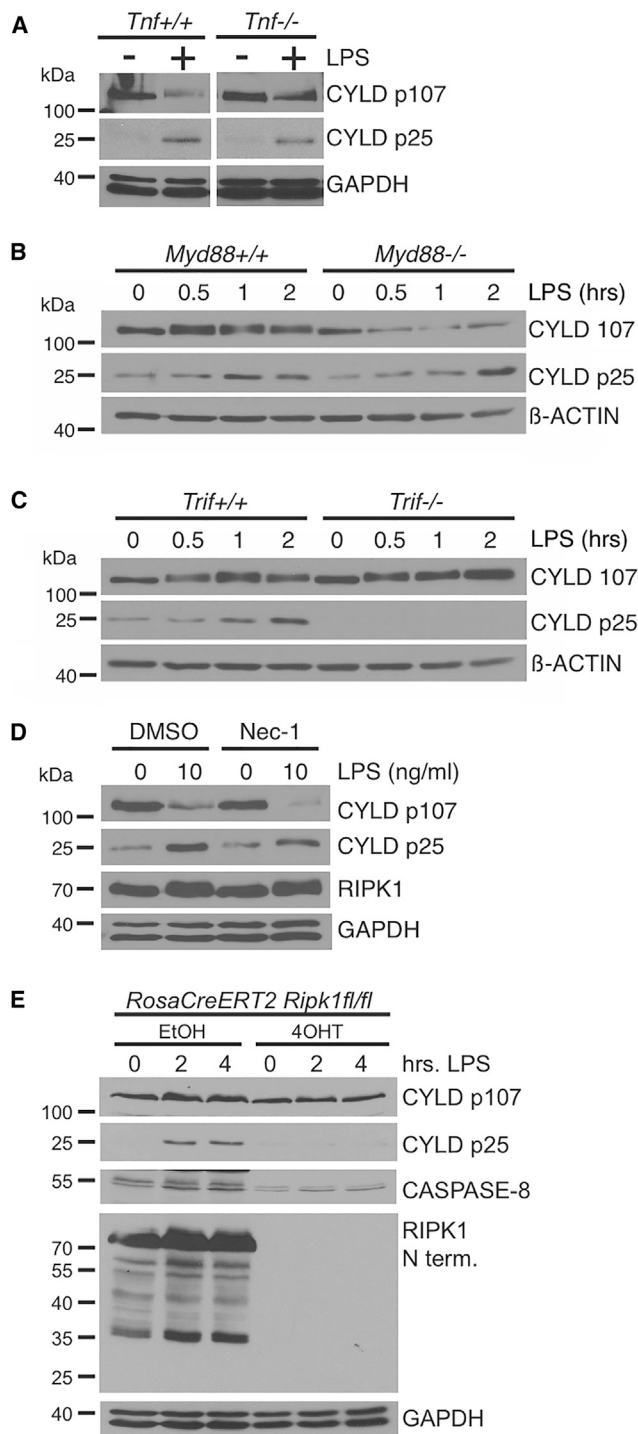 A
Tnf+/+ Tnf-/-
- + - + LPS
kDa
100 CYLD p107
25 CYLD p25
40 GAPDH
B
Myd88+/+ Myd88-/-
0 0.5 1 2 0 0.5 1 2 LPS (hrs)
kDa
100 CYLD 107
25 CYLD p25
40 ß-ACTIN
C
Trif+/+ Trif-/-
0 0.5 1 2 0 0.5 1 2 LPS (hrs)
kDa
100 CYLD 107
25 CYLD p25
40 ß-ACTIN
D
DMSO Nec-1
kDa 0 10 0 10 LPS (ng/ml)
100 CYLD p107
25 CYLD p25
70 RIPK1
40 GAPDH
E
RosaCreERT2 Ripk1fl/fl
EtOH 4OHT
0 2 4 0 2 4 hrs. LPS
100 CYLD p107
25 CYLD p25
55 CASPASE-8
RIPK1
70 N term.
55
40
35
25
40 GAPDH